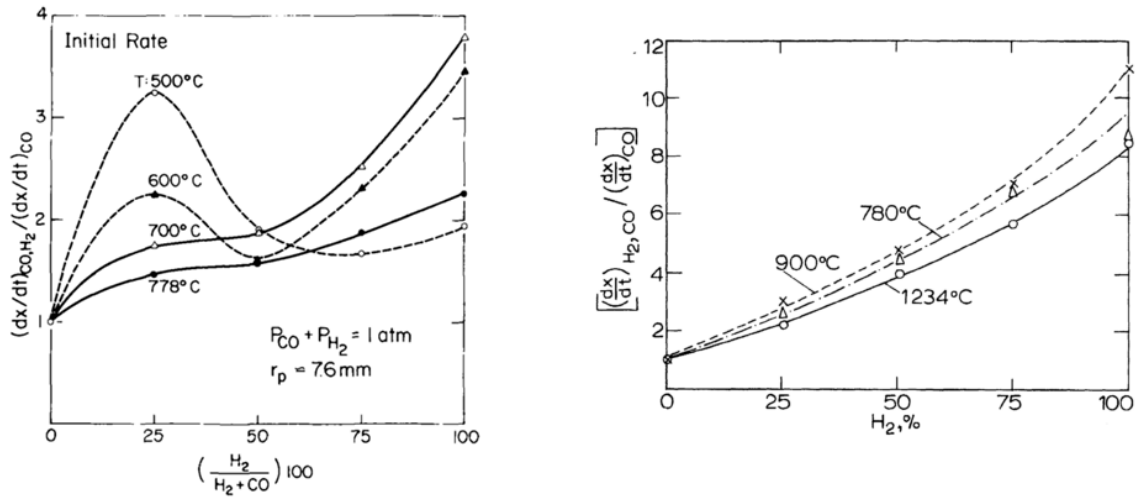 4
Initial Rate
T:500°C
3
600°C
2
700°C
778°C
1
P_CO + P_H₂ = 1 atm
r_p = 7.6 mm
0 25 50 75 100
(H₂ / H₂ + CO) 100
(dx/dt)_CO,H₂/(dx/dt)_CO
12
10
8
6
4
2
0
780°C
900°C
1234°C
0 25 50 75 100
H₂,%
[(dx/dt)_H₂,CO / (dx/dt)_CO]